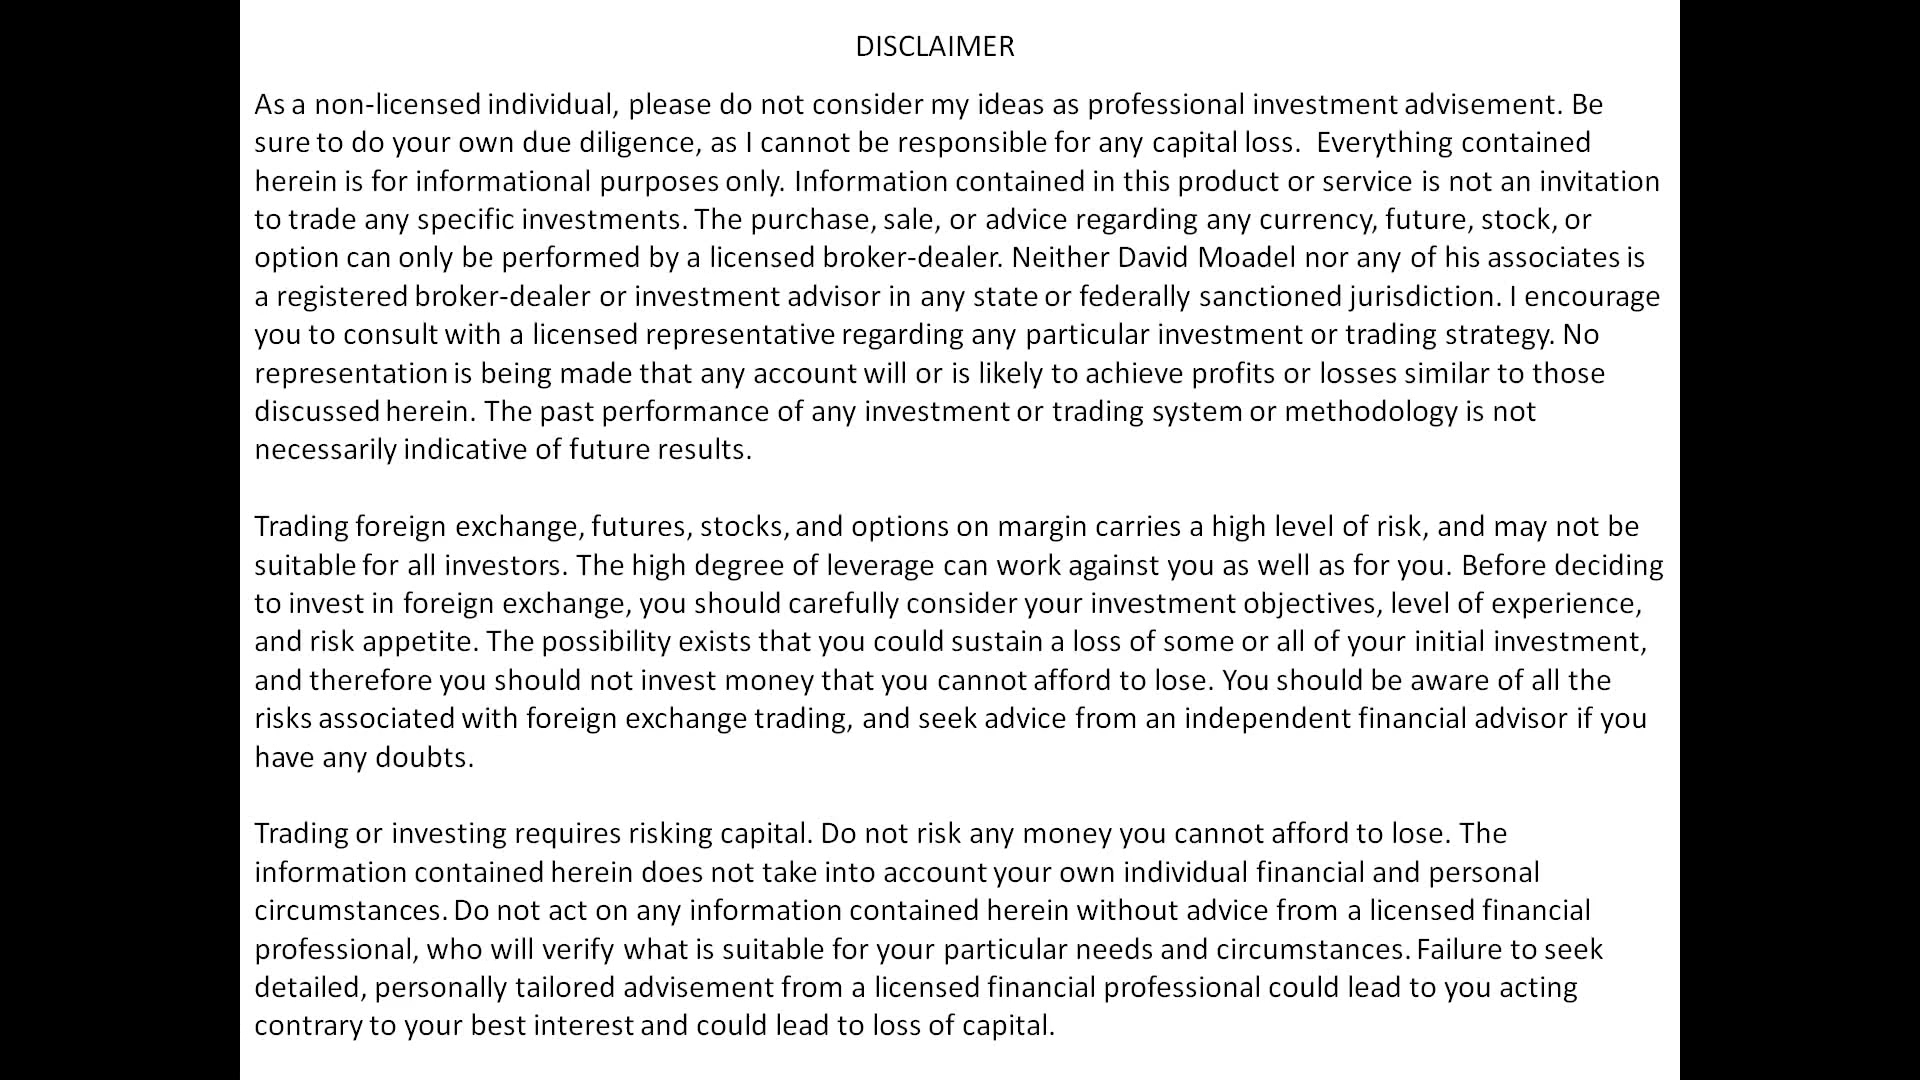 DISCLAIMER
As a non-licensed individual, please do not consider my ideas as professional investment advisement. Be
sure to do your own due diligence, as I cannot be responsible for any capital loss.  Everything contained
herein is for informational purposes only. Information contained in this product or service is not an invitation
to trade any specific investments. The purchase, sale, or advice regarding any currency, future, stock, or
option can only be performed by a licensed broker-dealer. Neither David Moadel nor any of his associates is
a registered broker-dealer or investment advisor in any state or federally sanctioned jurisdiction. I encourage
you to consult with a licensed representative regarding any particular investment or trading strategy. No
representation is being made that any account will or is likely to achieve profits or losses similar to those
discussed herein. The past performance of any investment or trading system or methodology is not
necessarily indicative of future results.
Trading foreign exchange, futures, stocks, and options on margin carries a high level of risk, and may not be
suitable for all investors. The high degree of leverage can work against you as well as for you. Before deciding
to invest in foreign exchange, you should carefully consider your investment objectives, level of experience,
and risk appetite. The possibility exists that you could sustain a loss of some or all of your initial investment,
and therefore you should not invest money that you cannot afford to lose. You should be aware of all the
risks associated with foreign exchange trading, and seek advice from an independent financial advisor if you
have any doubts.
Trading or investing requires risking capital. Do not risk any money you cannot afford to lose. The
information contained herein does not take into account your own individual financial and personal
circumstances. Do not act on any information contained herein without advice from a licensed financial
professional, who will verify what is suitable for your particular needs and circumstances. Failure to seek
detailed, personally tailored advisement from a licensed financial professional could lead to you acting
contrary to your best interest and could lead to loss of capital.